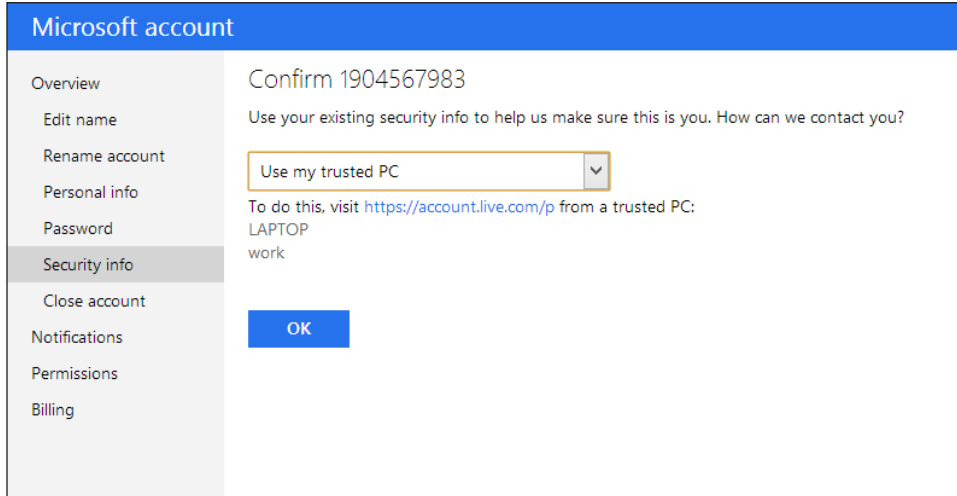 Microsoft account
Overview
Edit name
Rename account
Personal info
Password
Security info
Close account
Notifications
Permissions
Billing
Confirm 1904567983
Use your existing security info to help us make sure this is you. How can we contact you?
Use my trusted PC
To do this, visit https://account.live.com/p from a trusted PC:
LAPTOP
work
OK